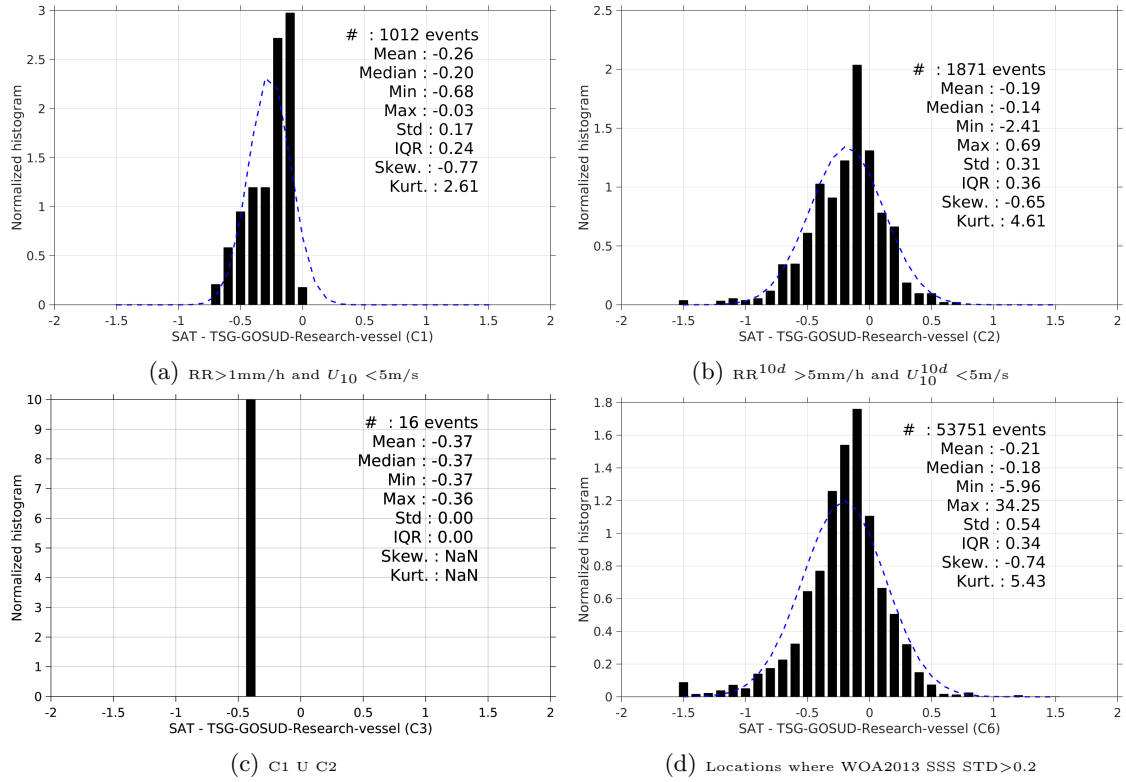 3
2.5
2
1.5
1
0.5
0
-2
-1.5
-1
-0.5
0
0.5
1
1.5
2
Normalized histogram
SAT - TSG-GOSUD-Research-vessel (C1)
# : 1012 events
Mean : -0.26
Median : -0.20
Min : -0.68
Max : -0.03
Std : 0.17
IQR : 0.24
Skew. : -0.77
Kurt. : 2.61
(a) RR>1mm/h and U10 <5m/s
2.5
2
1.5
1
0.5
0
-2
-1.5
-1
-0.5
0
0.5
1
1.5
2
Normalized histogram
SAT - TSG-GOSUD-Research-vessel (C2)
# : 1871 events
Mean : -0.19
Median : -0.14
Min : -2.41
Max : 0.69
Std : 0.31
IQR : 0.36
Skew. : -0.65
Kurt. : 4.61
(b) RR10d >5mm/h and U10d10 <5m/s
10
9
8
7
6
5
4
3
2
1
0
-2
-1.5
-1
-0.5
0
0.5
1
1.5
2
Normalized histogram
SAT - TSG-GOSUD-Research-vessel (C3)
# : 16 events
Mean : -0.37
Median : -0.37
Min : -0.37
Max : -0.36
Std : 0.00
IQR : 0.00
Skew. : NaN
Kurt. : NaN
(c) C1 U C2
1.8
1.6
1.4
1.2
1
0.8
0.6
0.4
0.2
0
-2
-1.5
-1
-0.5
0
0.5
1
1.5
2
Normalized histogram
SAT - TSG-GOSUD-Research-vessel (C6)
# : 53751 events
Mean : -0.21
Median : -0.18
Min : -5.96
Max : 34.25
Std : 0.54
IQR : 0.34
Skew. : -0.74
Kurt. : 5.43
(d) Locations where WOA2013 SSS STD>0.2